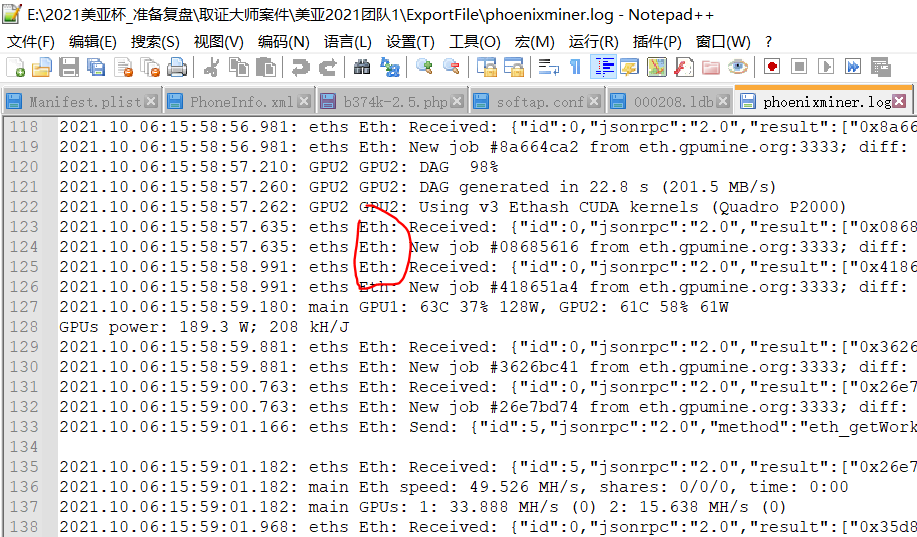 E:\2021美亚杯_准备复盘\取证大师案件\美亚2021团队1\ExportFile\phoenixminer.log - Notepad++
文件(F) 编辑(E) 搜索(S) 视图(V) 编码(N) 语言(L) 设置(T) 工具(O) 宏(M) 运行(R) 插件(P) 窗口(W) ?
Manifest.plist PhoneInfo.xml b374k-2.5.php softap.conf 000208.ldb phoenixminer.log
118 2021.10.06:15:58:56.981: eths Eth: Received: {"id":0,"jsonrpc":"2.0","result":["0x8a66
119 2021.10.06:15:58:56.981: eths Eth: New job #8a664ca2 from eth.gpumine.org:3333; diff:
120 2021.10.06:15:58:57.210: GPU2 GPU2: DAG  98%
121 2021.10.06:15:58:57.260: GPU2 GPU2: DAG generated in 22.8 s (201.5 MB/s)
122 2021.10.06:15:58:57.262: GPU2 GPU2: Using v3 Ethash CUDA kernels (Quadro P2000)
123 2021.10.06:15:58:57.635: eths Eth: Received: {"id":0,"jsonrpc":"2.0","result":["0x0868
124 2021.10.06:15:58:57.635: eths Eth: New job #08685616 from eth.gpumine.org:3333; diff:
125 2021.10.06:15:58:58.991: eths Eth: Received: {"id":0,"jsonrpc":"2.0","result":["0x4186
126 2021.10.06:15:58:58.991: eths Eth: New job #418651a4 from eth.gpumine.org:3333; diff:
127 2021.10.06:15:58:59.180: main GPU1: 63C 37% 128W, GPU2: 61C 58% 61W
128 GPUs power: 189.3 W; 208 kH/J
129 2021.10.06:15:58:59.881: eths Eth: Received: {"id":0,"jsonrpc":"2.0","result":["0x3626
130 2021.10.06:15:58:59.881: eths Eth: New job #3626bc41 from eth.gpumine.org:3333; diff:
131 2021.10.06:15:59:00.763: eths Eth: Received: {"id":0,"jsonrpc":"2.0","result":["0x26e7
132 2021.10.06:15:59:00.763: eths Eth: New job #26e7bd74 from eth.gpumine.org:3333; diff:
133 2021.10.06:15:59:01.166: eths Eth: Send: {"id":5,"jsonrpc":"2.0","method":"eth_getWork
134
135 2021.10.06:15:59:01.182: eths Eth: Received: {"id":5,"jsonrpc":"2.0","result":["0x26e7
136 2021.10.06:15:59:01.182: main Eth speed: 49.526 MH/s, shares: 0/0/0, time: 0:00
137 2021.10.06:15:59:01.182: main GPUs: 1: 33.888 MH/s (0) 2: 15.638 MH/s (0)
138 2021.10.06:15:59:01.968: eths Eth: Received: {"id":0,"jsonrpc":"2.0","result":["0x35d8